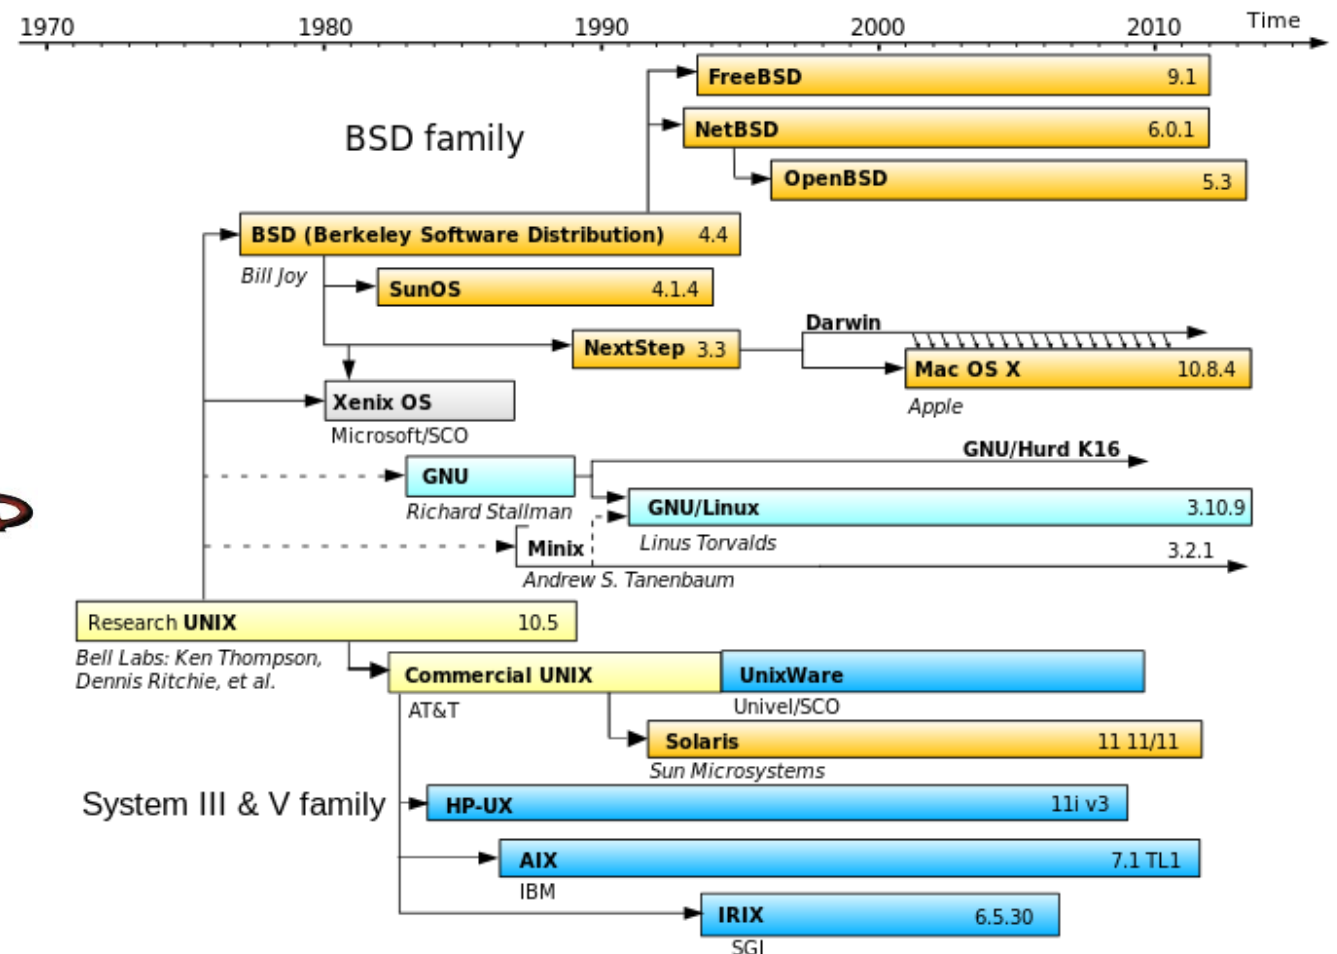 1970 1980 1990 2000 2010 Time
FreeBSD 9.1
BSD family
NetBSD 6.0.1
OpenBSD 5.3
BSD (Berkeley Software Distribution) 4.4
Bill Joy
SunOS 4.1.4
Darwin
NextStep 3.3
Mac OS X 10.8.4
Apple
Xenix OS
Microsoft/SCO
GNU/Hurd K16
GNU
Richard Stallman
GNU/Linux 3.10.9
Linus Torvalds
Minix 3.2.1
Andrew S. Tanenbaum
Research UNIX 10.5
Bell Labs: Ken Thompson,
Dennis Ritchie, et al.
Commercial UNIX
AT&T
UnixWare
Univel/SCO
Solaris 11 11/11
Sun Microsystems
System III & V family
HP-UX 11i v3
AIX 7.1 TL1
IBM
IRIX 6.5.30
SGI